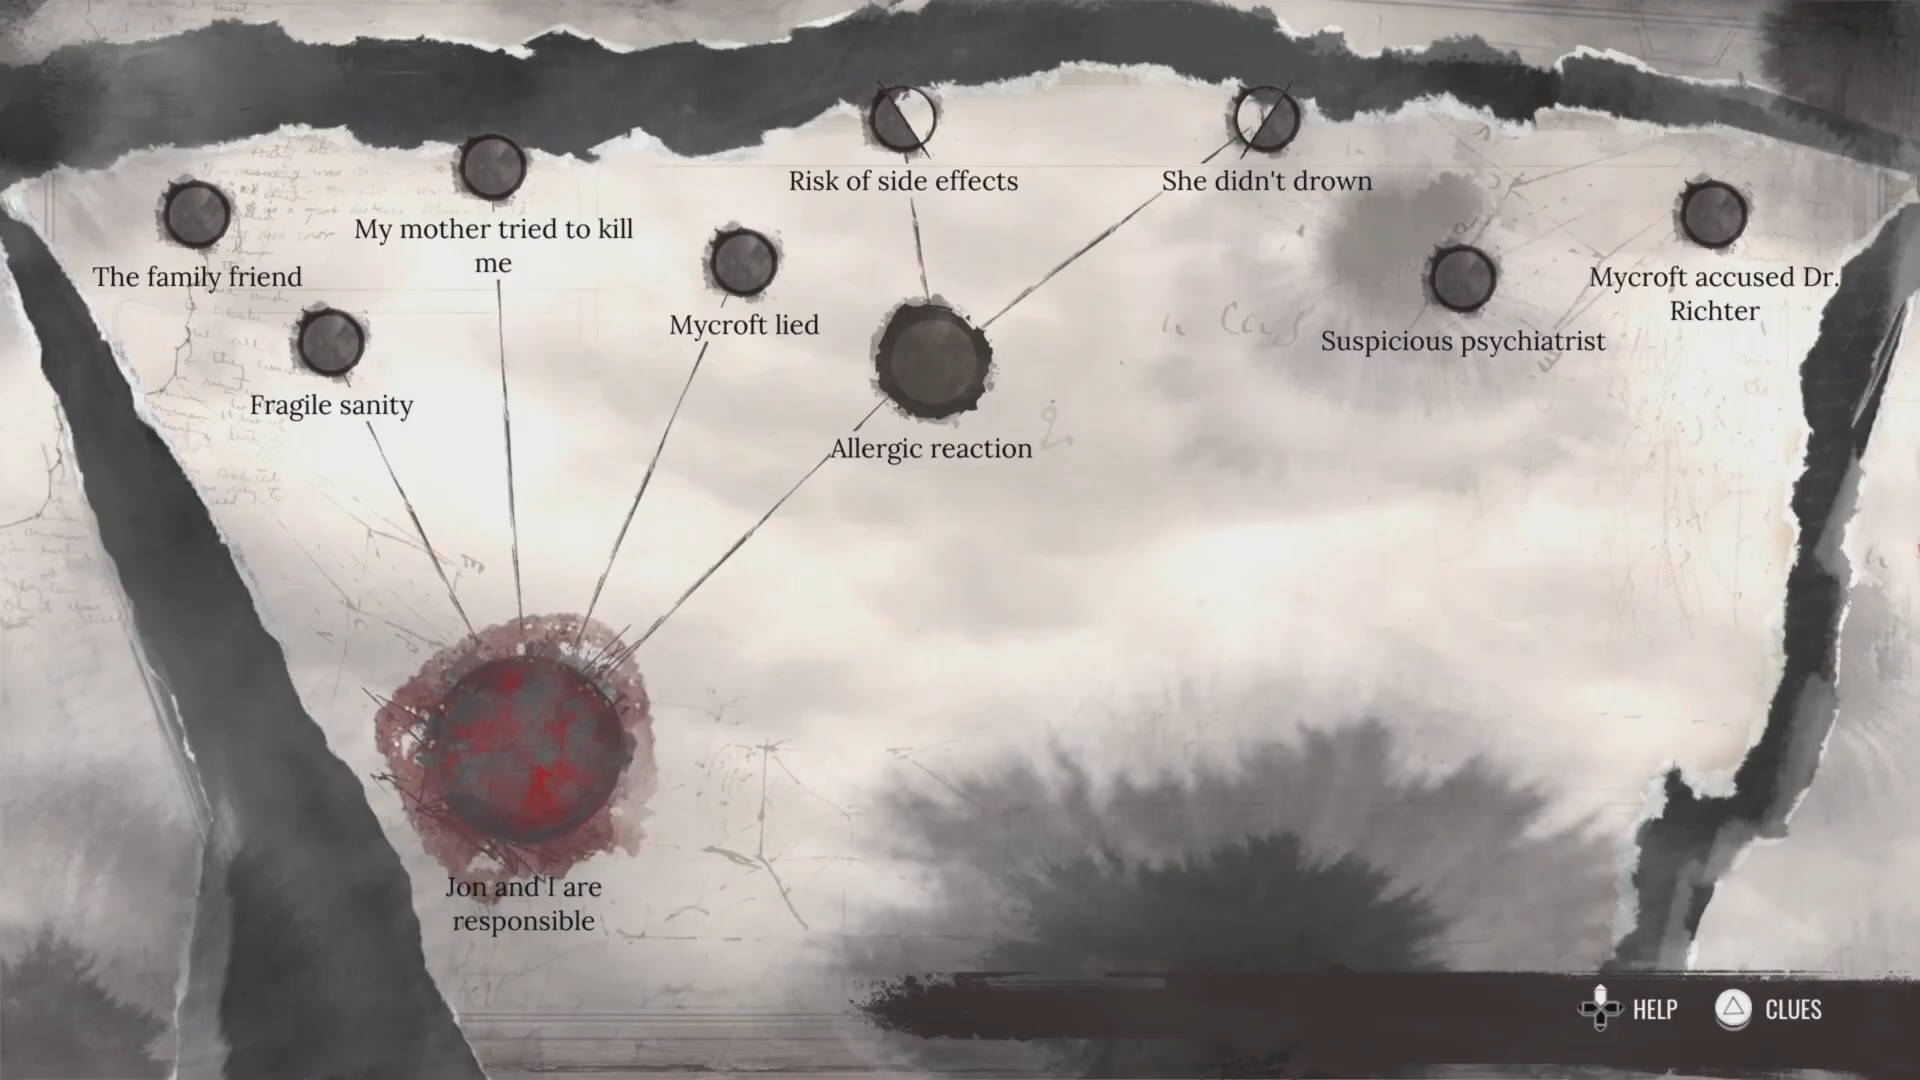 Risk of side effects
She didn't drown
My mother tried to kill
me
The family friend
Mycroft accused Dr.
Richter
Mycroft lied
Suspicious psychiatrist
Fragile sanity
Allergic reaction
Jon and I are
responsible
HELP
CLUES